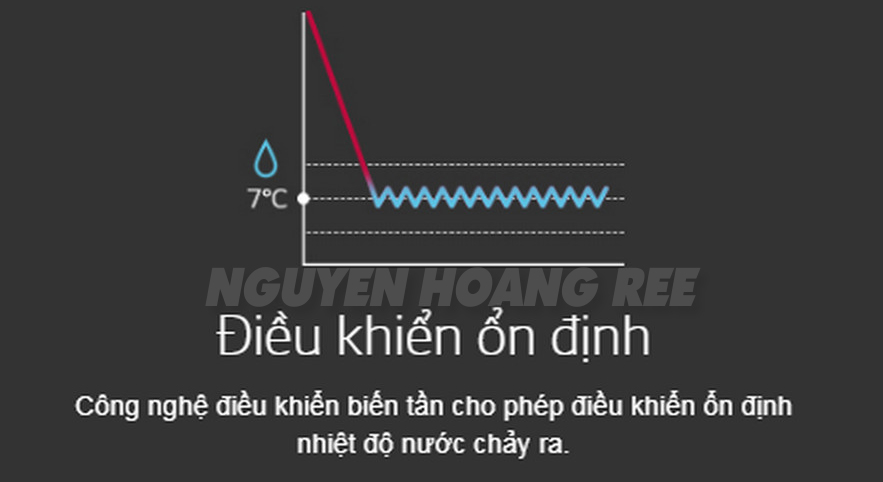 7°C
NGUYEN HOANG REE
Điều khiển ổn định
Công nghệ điều khiển biến tần cho phép điều khiển ổn định
nhiệt độ nước chảy ra.